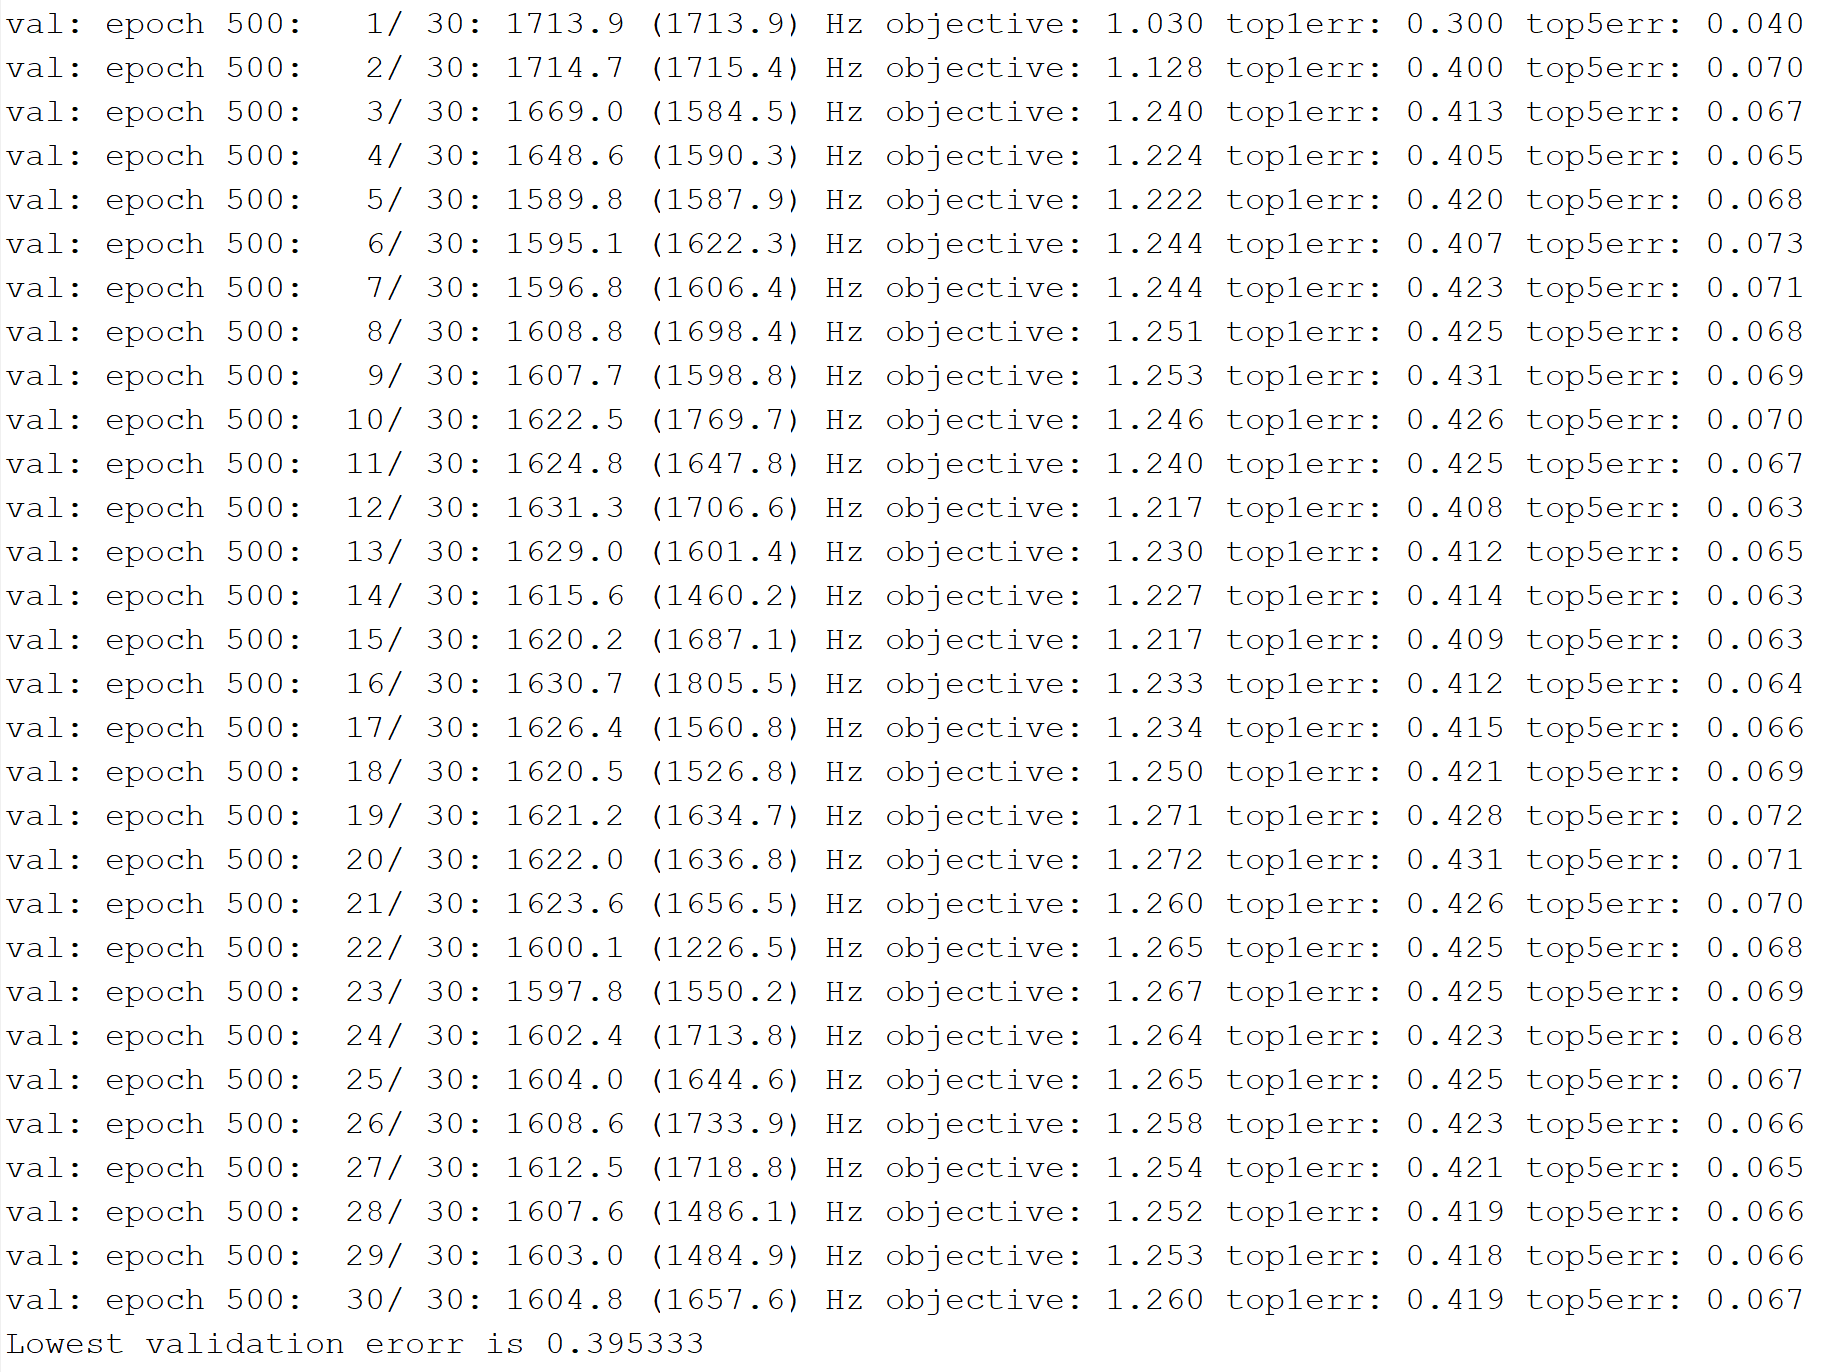 val: epoch 500:   1/ 30: 1713.9 (1713.9) Hz objective: 1.030 top1err: 0.300 top5err: 0.040
val: epoch 500:   2/ 30: 1714.7 (1715.4) Hz objective: 1.128 top1err: 0.400 top5err: 0.070
val: epoch 500:   3/ 30: 1669.0 (1584.5) Hz objective: 1.240 top1err: 0.413 top5err: 0.067
val: epoch 500:   4/ 30: 1648.6 (1590.3) Hz objective: 1.224 top1err: 0.405 top5err: 0.065
val: epoch 500:   5/ 30: 1589.8 (1587.9) Hz objective: 1.222 top1err: 0.420 top5err: 0.068
val: epoch 500:   6/ 30: 1595.1 (1622.3) Hz objective: 1.244 top1err: 0.407 top5err: 0.073
val: epoch 500:   7/ 30: 1596.8 (1606.4) Hz objective: 1.244 top1err: 0.423 top5err: 0.071
val: epoch 500:   8/ 30: 1608.8 (1698.4) Hz objective: 1.251 top1err: 0.425 top5err: 0.068
val: epoch 500:   9/ 30: 1607.7 (1598.8) Hz objective: 1.253 top1err: 0.431 top5err: 0.069
val: epoch 500:  10/ 30: 1622.5 (1769.7) Hz objective: 1.246 top1err: 0.426 top5err: 0.070
val: epoch 500:  11/ 30: 1624.8 (1647.8) Hz objective: 1.240 top1err: 0.425 top5err: 0.067
val: epoch 500:  12/ 30: 1631.3 (1706.6) Hz objective: 1.217 top1err: 0.408 top5err: 0.063
val: epoch 500:  13/ 30: 1629.0 (1601.4) Hz objective: 1.230 top1err: 0.412 top5err: 0.065
val: epoch 500:  14/ 30: 1615.6 (1460.2) Hz objective: 1.227 top1err: 0.414 top5err: 0.063
val: epoch 500:  15/ 30: 1620.2 (1687.1) Hz objective: 1.217 top1err: 0.409 top5err: 0.063
val: epoch 500:  16/ 30: 1630.7 (1805.5) Hz objective: 1.233 top1err: 0.412 top5err: 0.064
val: epoch 500:  17/ 30: 1626.4 (1560.8) Hz objective: 1.234 top1err: 0.415 top5err: 0.066
val: epoch 500:  18/ 30: 1620.5 (1526.8) Hz objective: 1.250 top1err: 0.421 top5err: 0.069
val: epoch 500:  19/ 30: 1621.2 (1634.7) Hz objective: 1.271 top1err: 0.428 top5err: 0.072
val: epoch 500:  20/ 30: 1622.0 (1636.8) Hz objective: 1.272 top1err: 0.431 top5err: 0.071
val: epoch 500:  21/ 30: 1623.6 (1656.5) Hz objective: 1.260 top1err: 0.426 top5err: 0.070
val: epoch 500:  22/ 30: 1600.1 (1226.5) Hz objective: 1.265 top1err: 0.425 top5err: 0.068
val: epoch 500:  23/ 30: 1597.8 (1550.2) Hz objective: 1.267 top1err: 0.425 top5err: 0.069
val: epoch 500:  24/ 30: 1602.4 (1713.8) Hz objective: 1.264 top1err: 0.423 top5err: 0.068
val: epoch 500:  25/ 30: 1604.0 (1644.6) Hz objective: 1.265 top1err: 0.425 top5err: 0.067
val: epoch 500:  26/ 30: 1608.6 (1733.9) Hz objective: 1.258 top1err: 0.423 top5err: 0.066
val: epoch 500:  27/ 30: 1612.5 (1718.8) Hz objective: 1.254 top1err: 0.421 top5err: 0.065
val: epoch 500:  28/ 30: 1607.6 (1486.1) Hz objective: 1.252 top1err: 0.419 top5err: 0.066
val: epoch 500:  29/ 30: 1603.0 (1484.9) Hz objective: 1.253 top1err: 0.418 top5err: 0.066
val: epoch 500:  30/ 30: 1604.8 (1657.6) Hz objective: 1.260 top1err: 0.419 top5err: 0.067
Lowest validation erorr is 0.395333